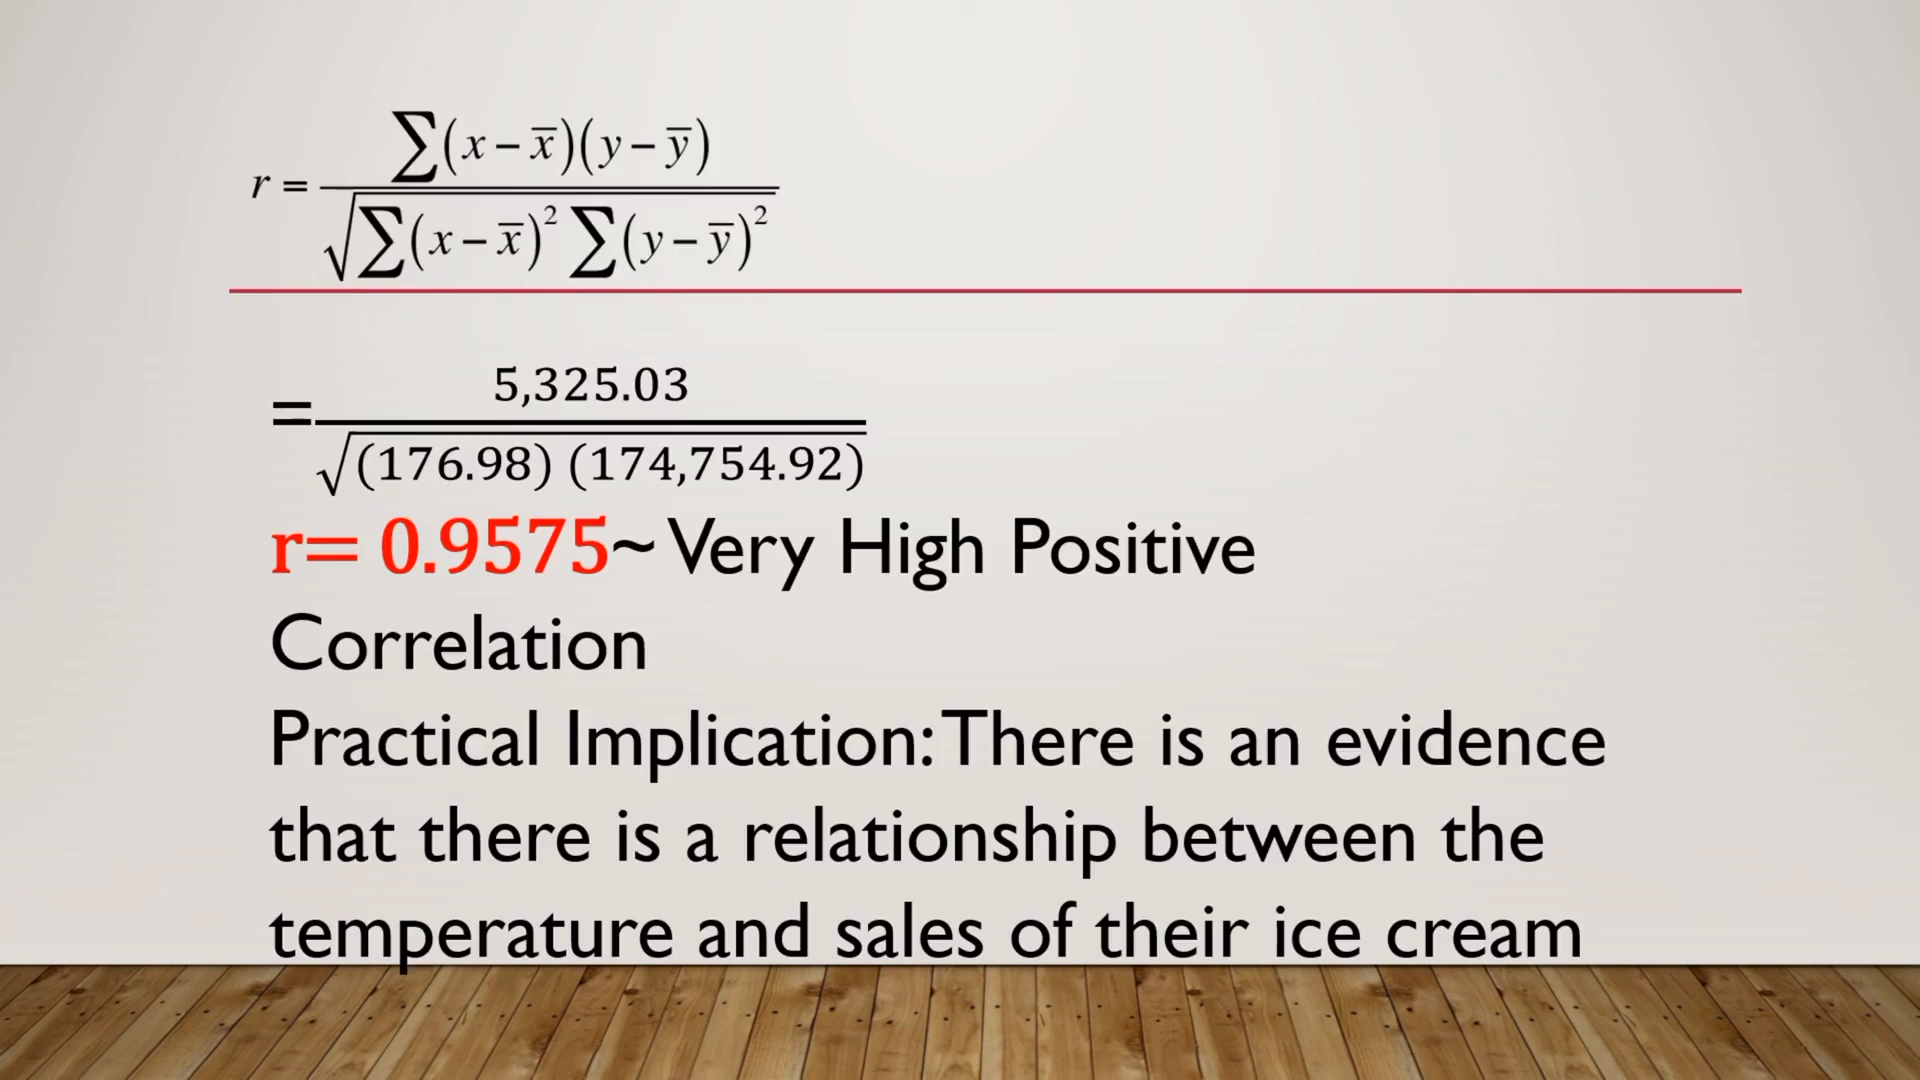 r = ∑(x − x̅)(y − y̅) / √∑(x − x̅)² ∑(y − y̅)²
= 5,325.03 / √(176.98) (174,754.92)
r= 0.9575~ Very High Positive
Correlation
Practical Implication: There is an evidence
that there is a relationship between the
temperature and sales of their ice cream